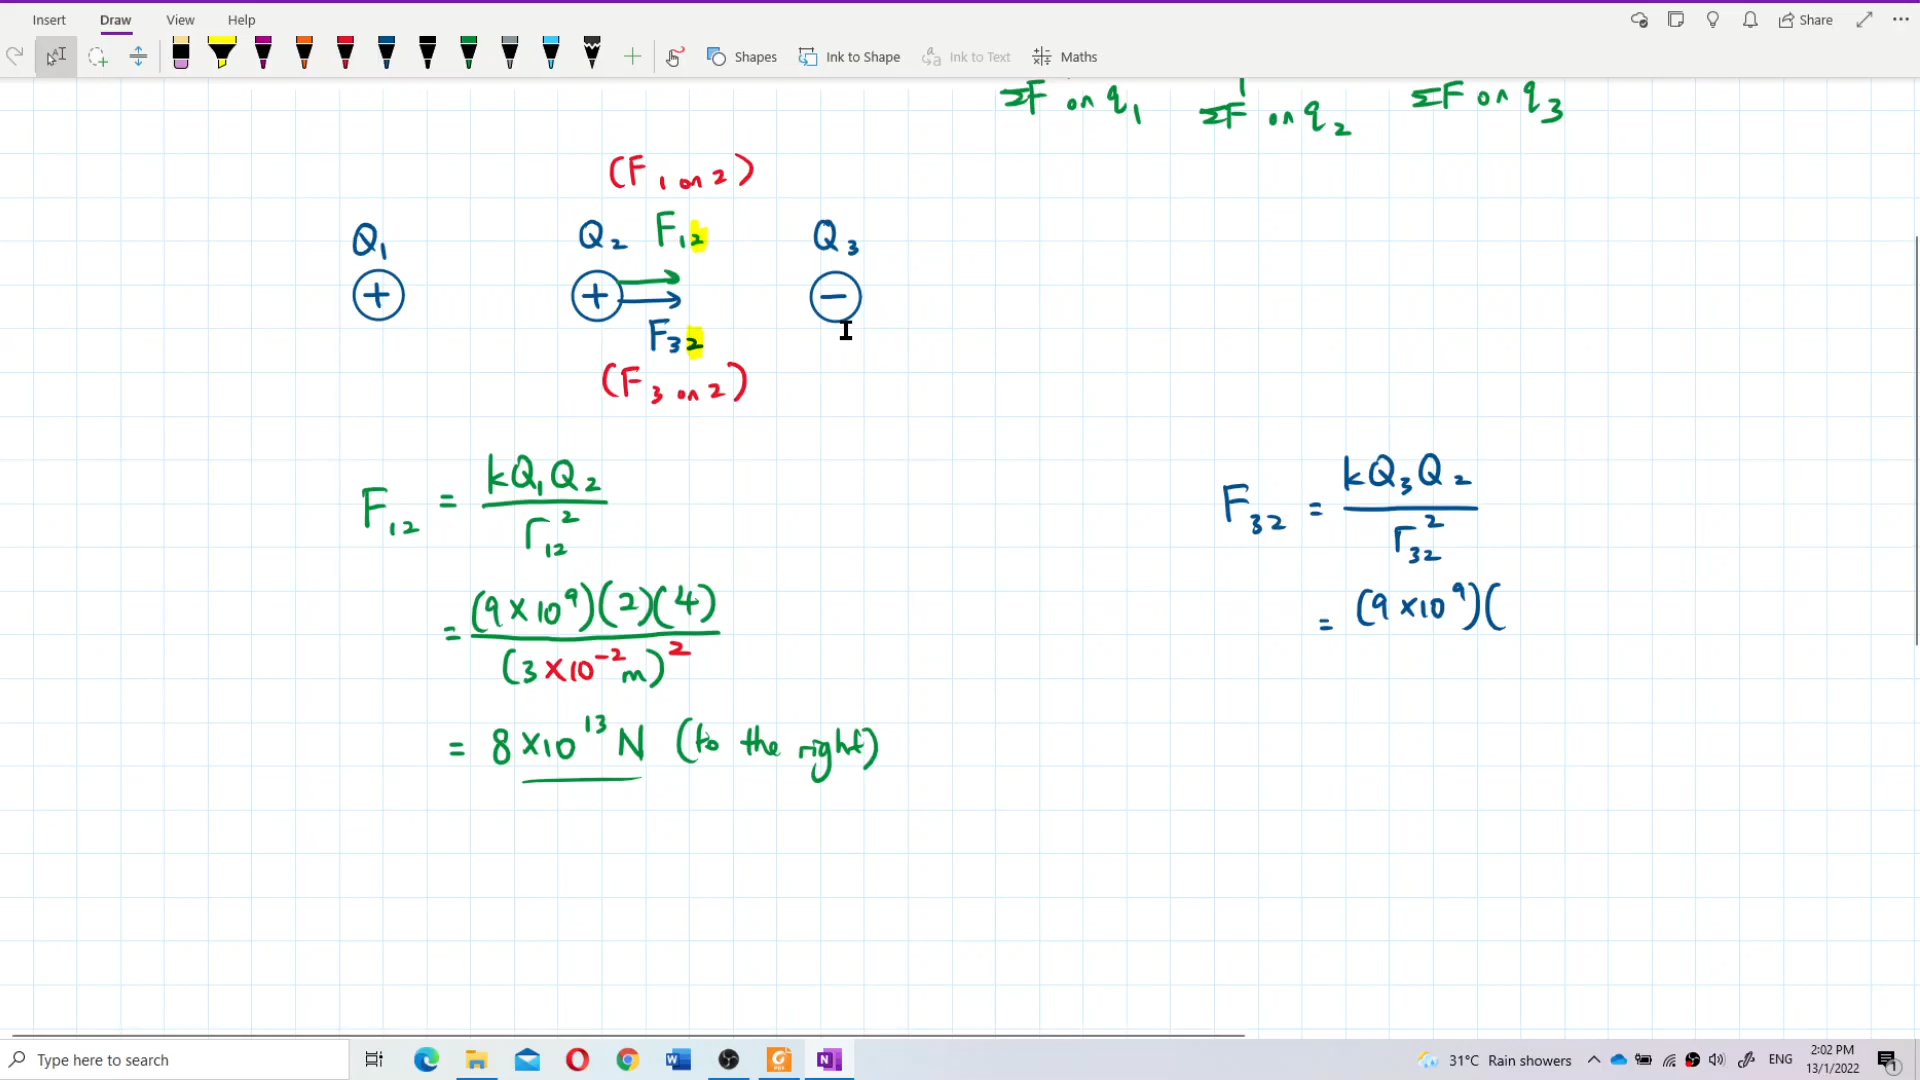 Insert Draw View Help Share
Shapes Ink to Shape Ink to Text Maths
ΣF on q₁ ΣF on q₂ ΣF on q₃
(F 1 on 2)
Q₁ Q₂ F₁₂ Q₃
+ + −
F₃₂
(F 3 on 2)
F₁₂ = kQ₁Q₂ / r₁₂²
= (9×10⁹)(2)(4) / (3×10⁻²m)²
= 8×10¹³ N (to the right)
F₃₂ = kQ₃Q₂ / r₃₂²
= (9×10⁹)(
Type here to search
31°C Rain showers ENG 2:02 PM
13/1/2022